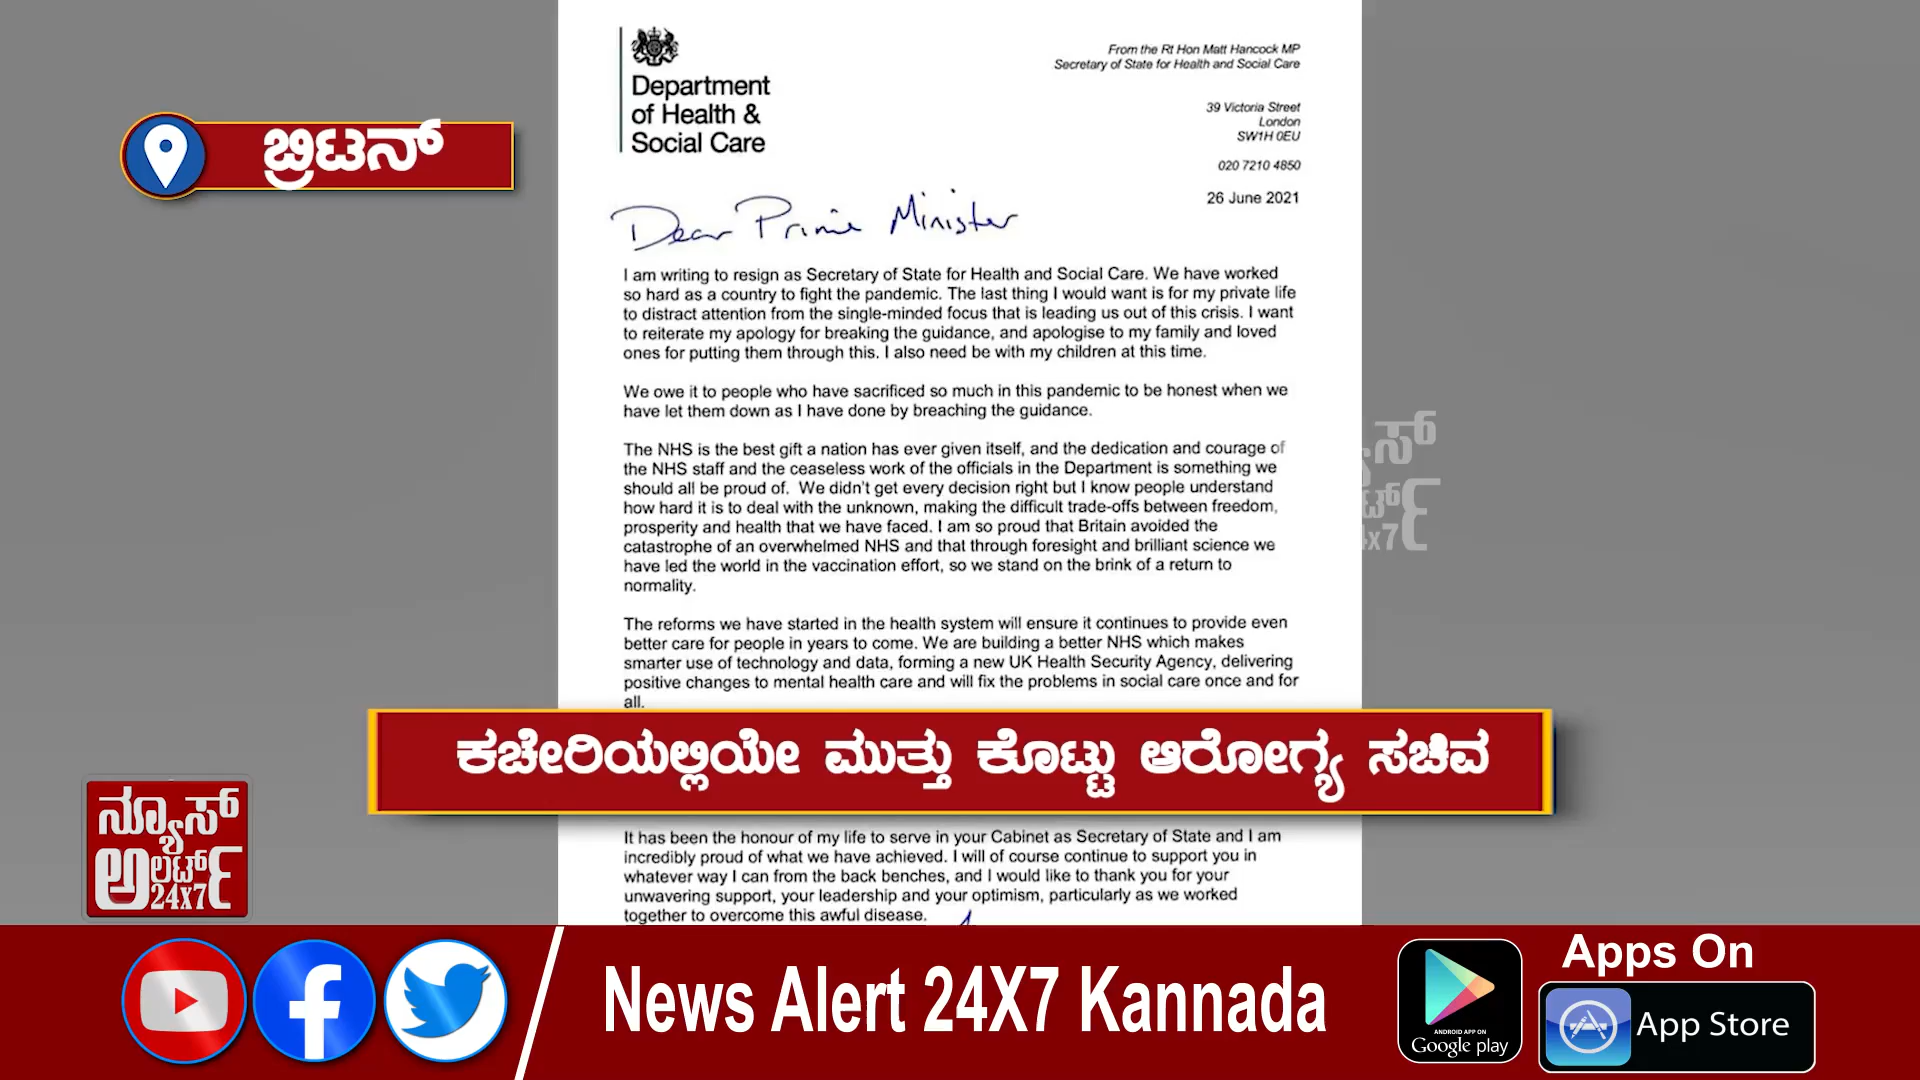 Department
of Health &
Social Care
From the Rt Hon Matt Hancock MP
Secretary of State for Health and Social Care
39 Victoria Street
London
SW1H 0EU
020 7210 4850
26 June 2021
ಬ್ರಿಟನ್
Dear Prime Minister
I am writing to resign as Secretary of State for Health and Social Care. We have worked
so hard as a country to fight the pandemic. The last thing I would want is for my private life
to distract attention from the single-minded focus that is leading us out of this crisis. I want
to reiterate my apology for breaking the guidance, and apologise to my family and loved
ones for putting them through this. I also need be with my children at this time.
We owe it to people who have sacrificed so much in this pandemic to be honest when we
have let them down as I have done by breaching the guidance.
The NHS is the best gift a nation has ever given itself, and the dedication and courage of
the NHS staff and the ceaseless work of the officials in the Department is something we
should all be proud of. We didn't get every decision right but I know people understand
how hard it is to deal with the unknown, making the difficult trade-offs between freedom,
prosperity and health that we have faced. I am so proud that Britain avoided the
catastrophe of an overwhelmed NHS and that through foresight and brilliant science we
have led the world in the vaccination effort, so we stand on the brink of a return to
normality.
The reforms we have started in the health system will ensure it continues to provide even
better care for people in years to come. We are building a better NHS which makes
smarter use of technology and data, forming a new UK Health Security Agency, delivering
positive changes to mental health care and will fix the problems in social care once and for
all.
ಕಚೇರಿಯಲ್ಲಿಯೇ ಮುತ್ತು ಕೊಟ್ಟು ಆರೋಗ್ಯ ಸಚಿವ
It has been the honour of my life to serve in your Cabinet as Secretary of State and I am
incredibly proud of what we have achieved. I will of course continue to support you in
whatever way I can from the back benches, and I would like to thank you for your
unwavering support, your leadership and your optimism, particularly as we worked
together to overcome this awful disease.
ನ್ಯೂಸ್
ಅಲರ್ಟ್
24x7
News Alert 24X7 Kannada
ANDROID APP ON
Google play
Apps On
App Store